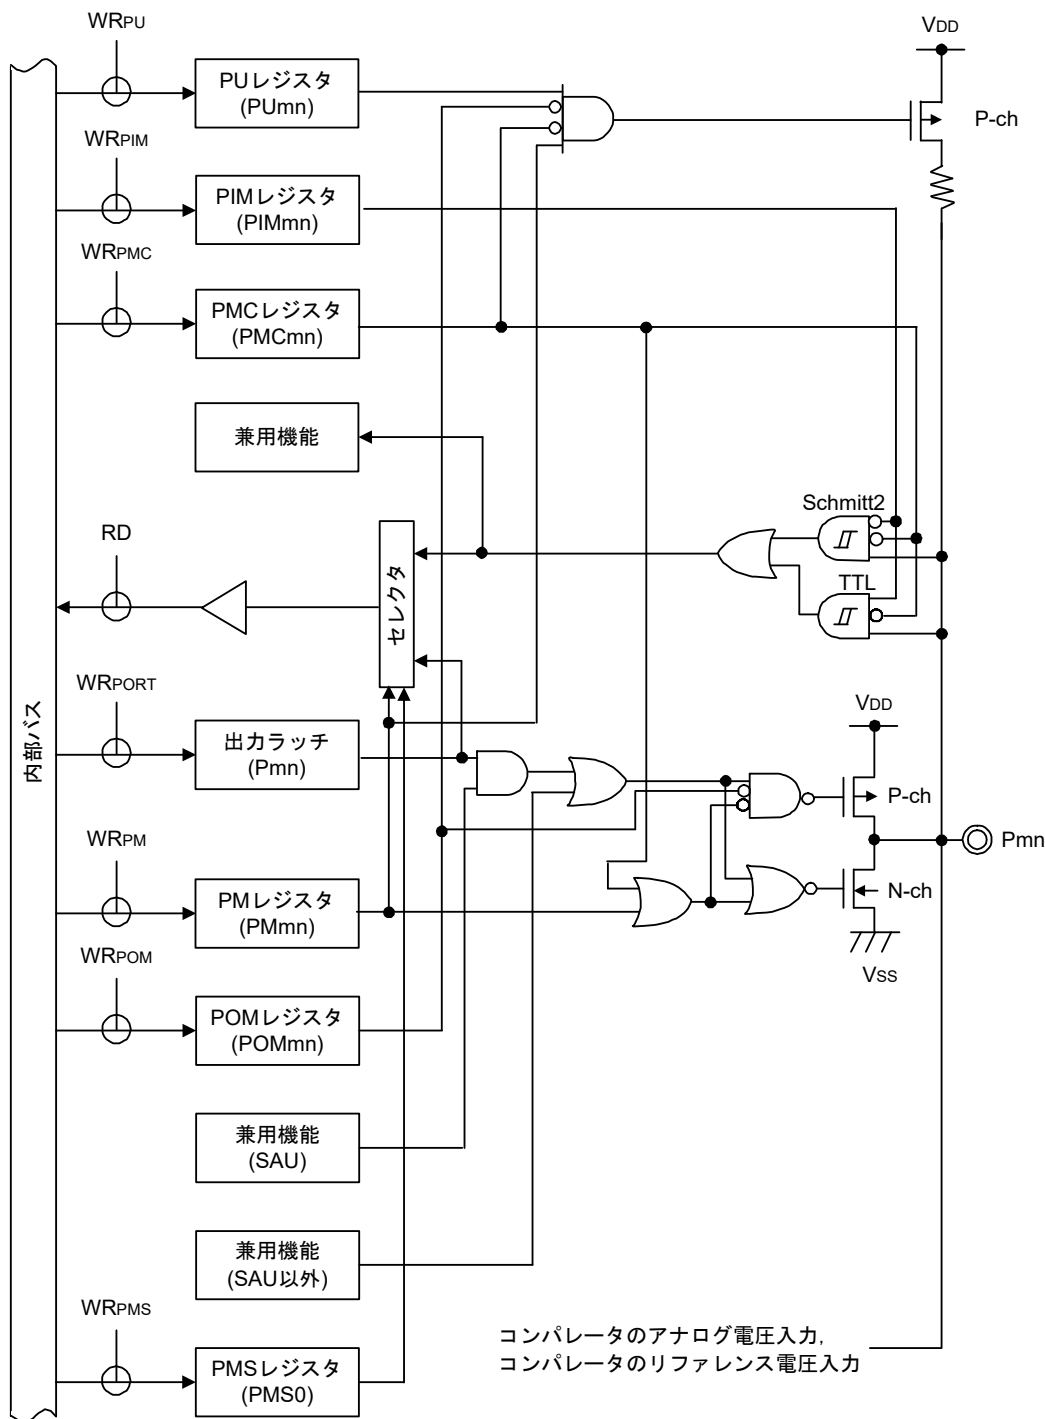 WRPU
VDD
PUレジスタ
(PUmn)
P-ch
WRPIM
PIMレジスタ
(PIMmn)
WRPMC
PMCレジスタ
(PMCmn)
兼用機能
Schmitt2
RD
セレクタ
TTL
WRPORT
内部バス
出力ラッチ
(Pmn)
VDD
P-ch
Pmn
WRPM
PMレジスタ
(PMmn)
N-ch
WRPOM
VSS
POMレジスタ
(POMmn)
兼用機能
(SAU)
兼用機能
(SAU以外)
WRPMS
コンパレータのアナログ電圧入力,
コンパレータのリファレンス電圧入力
PMSレジスタ
(PMS0)